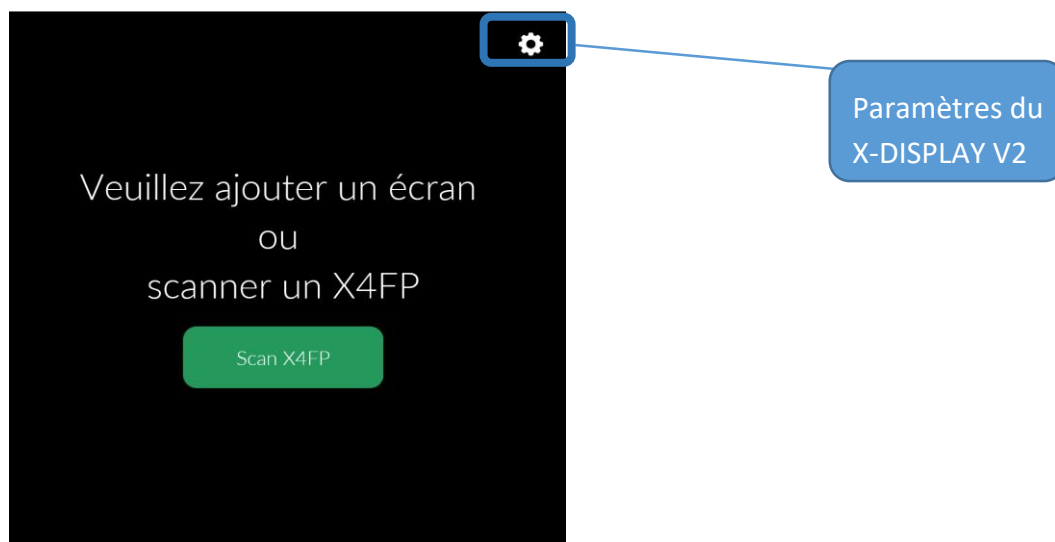 Veuillez ajouter un écran
ou
scanner un X4FP
Scan X4FP
Paramètres du
X-DISPLAY V2